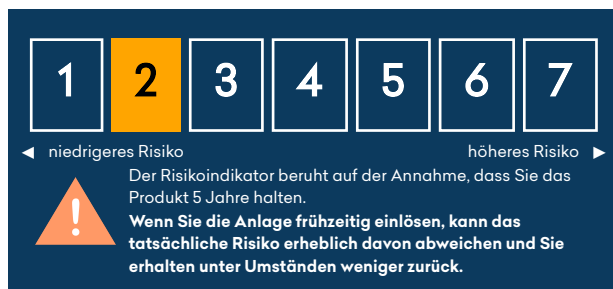 1 2 3 4 5 6 7
◄ niedrigeres Risiko höheres Risiko ►
!
Der Risikoindikator beruht auf der Annahme, dass Sie das
Produkt 5 Jahre halten.
Wenn Sie die Anlage frühzeitig einlösen, kann das
tatsächliche Risiko erheblich davon abweichen und Sie
erhalten unter Umständen weniger zurück.